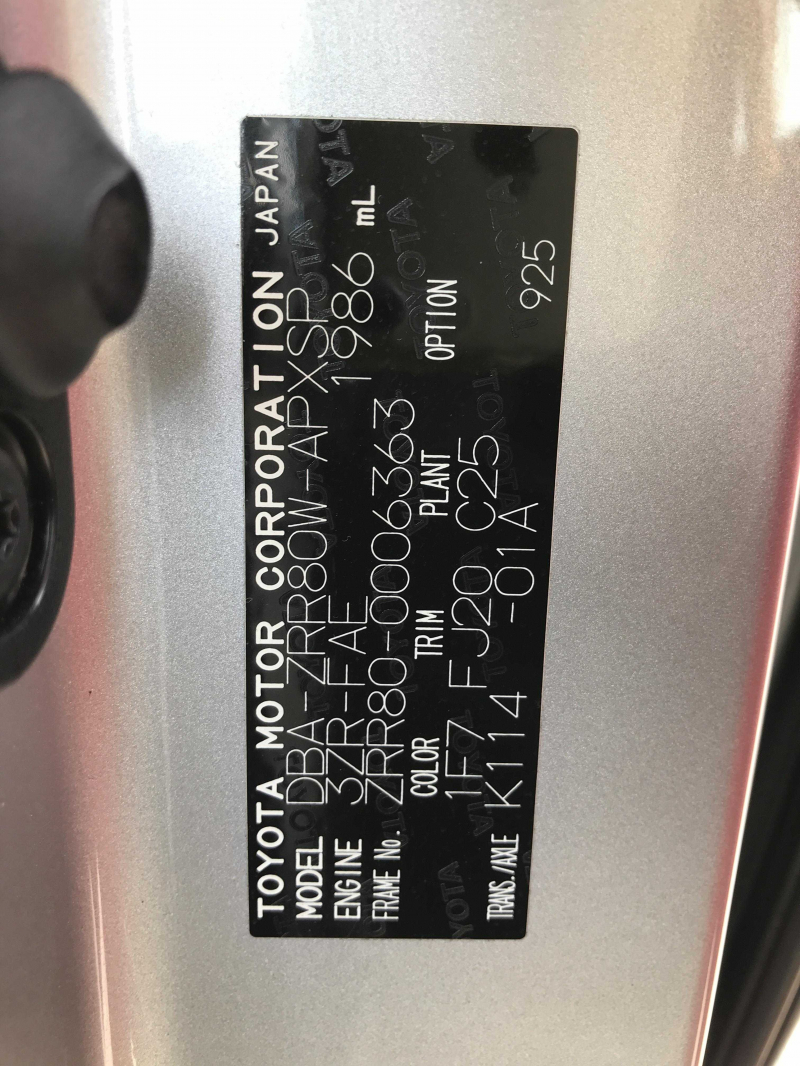 TOYOTA MOTOR CORPORATION JAPAN
MODEL DBA-ZRR80W-APXSP
ENGINE 3ZR-FAE 1986 mL
FRAME No. ZRR80-0006363
COLOR TRIM PLANT OPTION
1F7 FJ20 C25
TRANS./AXLE K114 -01A 925